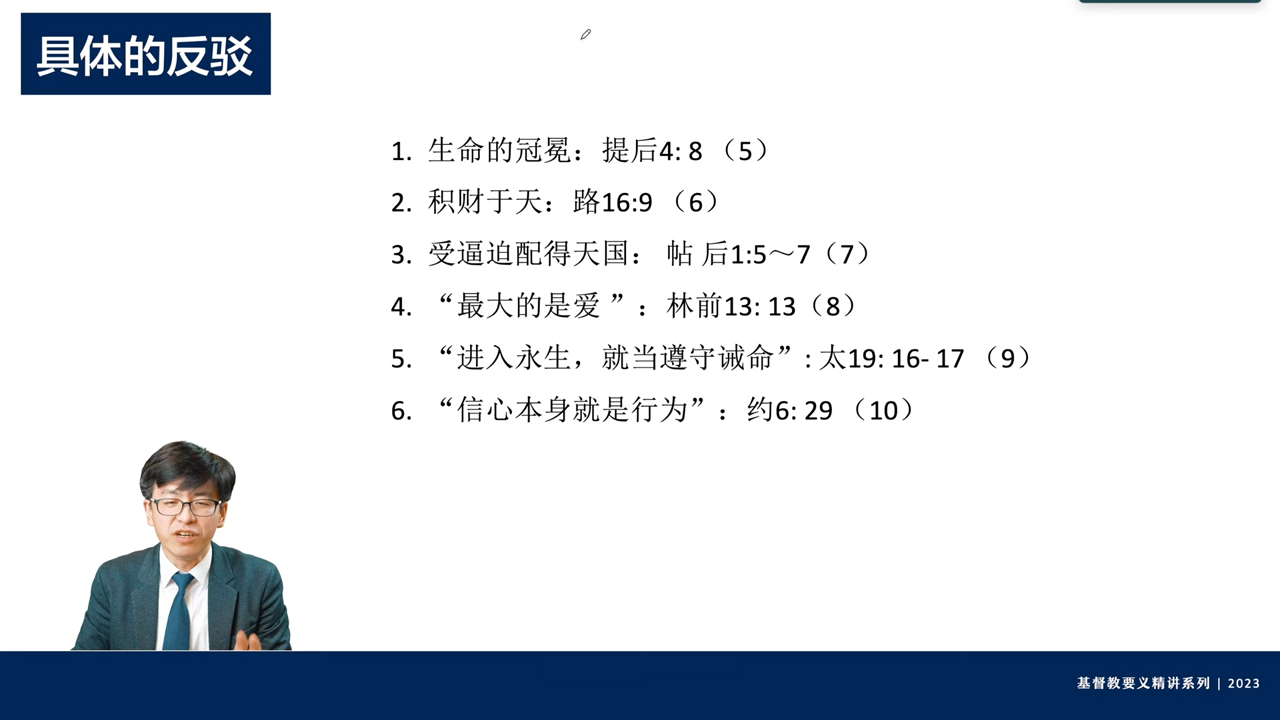 具体的反驳
1. 生命的冠冕：提后4: 8 （5）
2. 积财于天：路16:9 （6）
3. 受逼迫配得天国： 帖 后1:5～7（7）
4. “最大的是爱 ”：林前13: 13（8）
5. “进入永生，就当遵守诫命”: 太19: 16- 17 （9）
6. “信心本身就是行为”：约6: 29 （10）
基督教要义精讲系列 | 2023